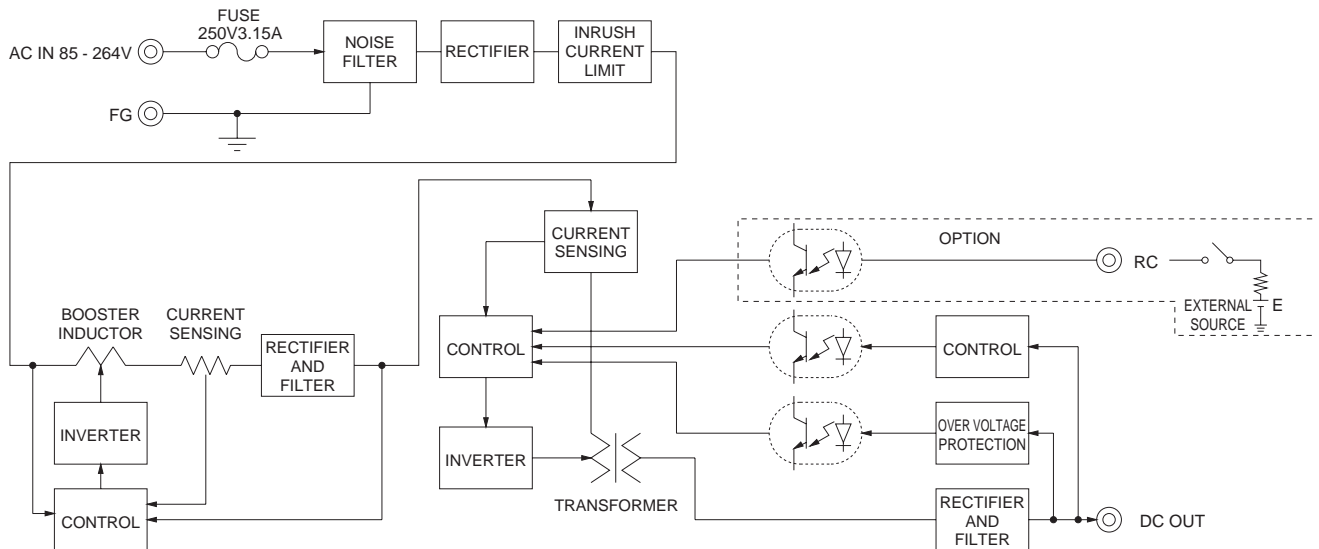 FUSE
250V3.15A
AC IN 85 - 264V
NOISE
FILTER
RECTIFIER
INRUSH
CURRENT
LIMIT
FG
CURRENT
SENSING
OPTION
RC
EXTERNAL
SOURCE
E
BOOSTER
INDUCTOR
CURRENT
SENSING
RECTIFIER
AND
FILTER
CONTROL
CONTROL
INVERTER
INVERTER
OVER VOLTAGE
PROTECTION
TRANSFORMER
CONTROL
RECTIFIER
AND
FILTER
DC OUT